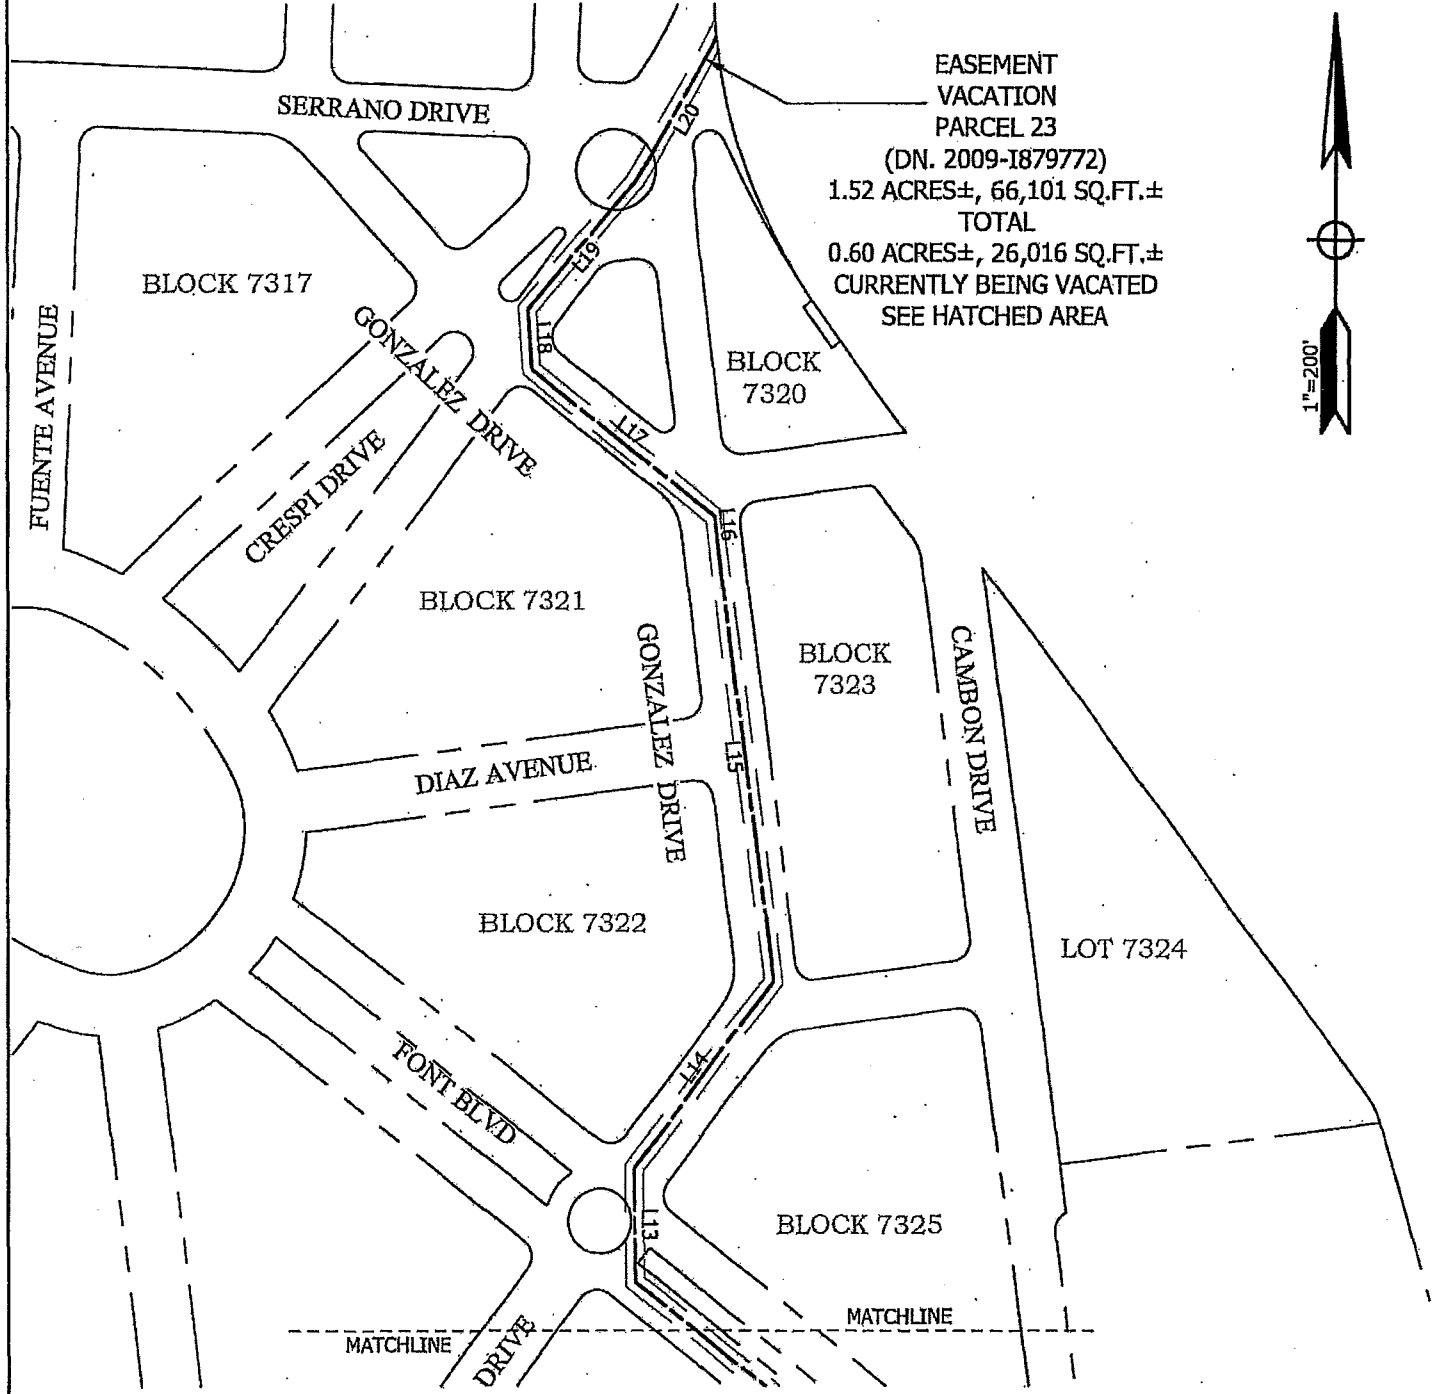 EASEMENT
VACATION
PARCEL 23
(DN. 2009-I879772)
1.52 ACRES±, 66,101 SQ.FT.±
TOTAL
0.60 ACRES±, 26,016 SQ.FT.±
CURRENTLY BEING VACATED
SEE HATCHED AREA
1"=200'
SERRANO DRIVE
L20
L19
L18
BLOCK 7317
GONZALEZ DRIVE
FUENTE AVENUE
CRESPI DRIVE
BLOCK
7320
L17
L16
BLOCK 7321
GONZALEZ DRIVE
BLOCK
7323
CAMBON DRIVE
L15
DIAZ AVENUE
BLOCK 7322
LOT 7324
FONT BLVD
L14
L13
BLOCK 7325
MATCHLINE
MATCHLINE
DRIVE